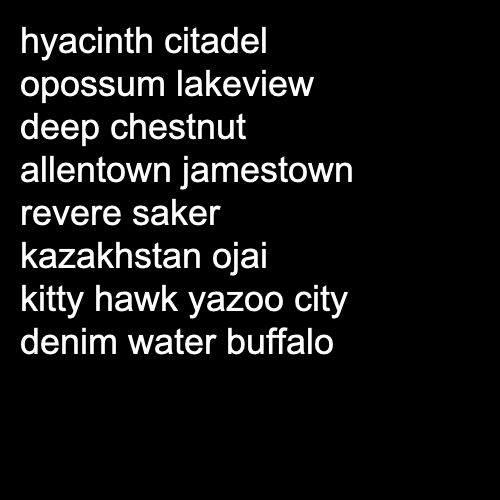 hyacinth citadel
opossum lakeview
deep chestnut
allentown jamestown
revere saker
kazakhstan ojai
kitty hawk yazoo city
denim water buffalo